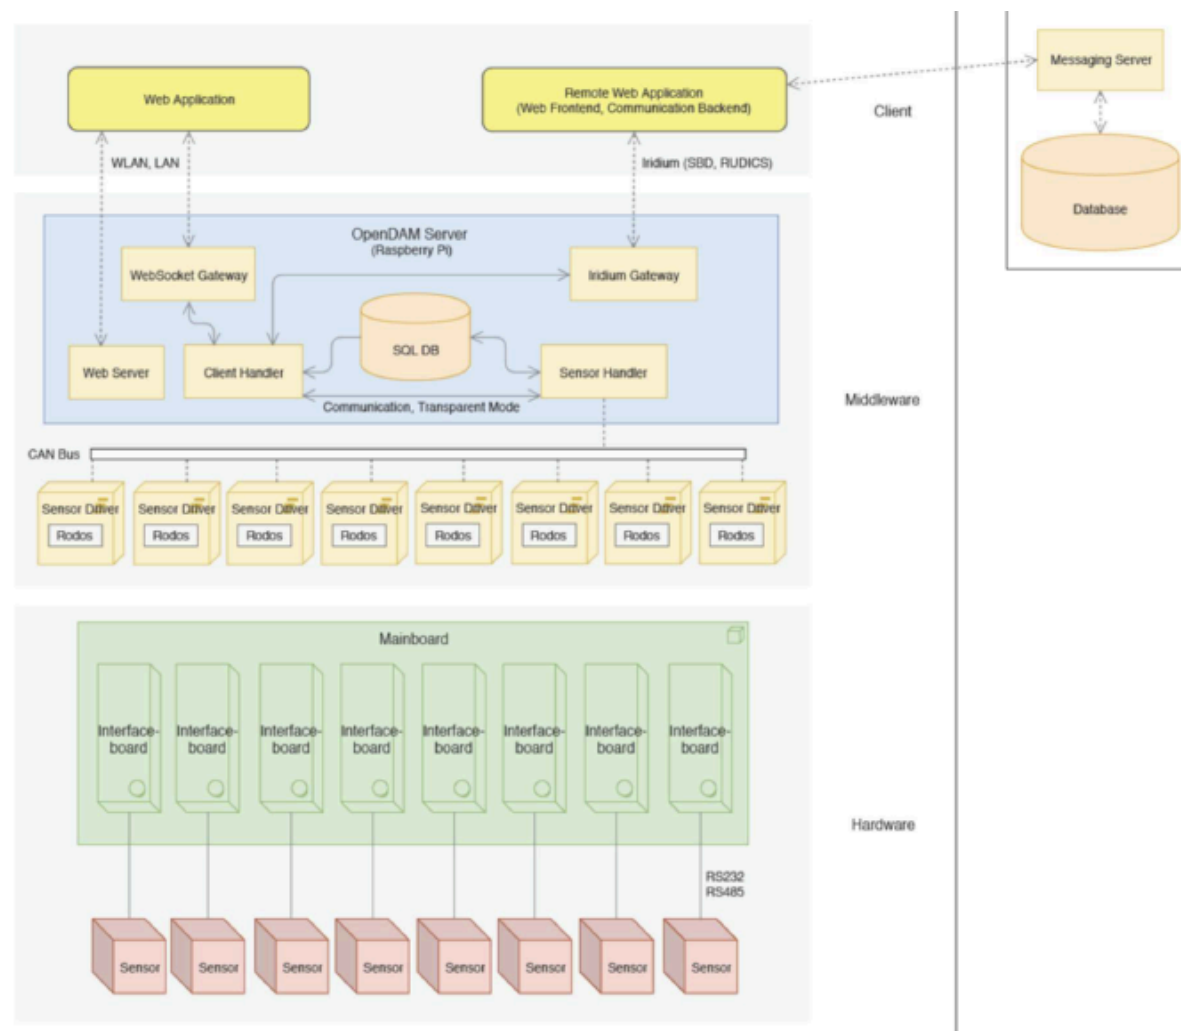 Web Application
Remote Web Application
(Web Frontend, Communication Backend)
Messaging Server
Client
WLAN, LAN
Iridium (SBD, RUDICS)
Database
OpenDAM Server
(Raspberry Pi)
WebSocket Gateway
Iridium Gateway
SQL DB
Web Server
Client Handler
Sensor Handler
Communication, Transparent Mode
Middleware
CAN Bus
Sensor Driver
Rodos
Sensor Driver
Rodos
Sensor Driver
Rodos
Sensor Driver
Rodos
Sensor Driver
Rodos
Sensor Driver
Rodos
Sensor Driver
Rodos
Sensor Driver
Rodos
Mainboard
Interface-
board
Interface-
board
Interface-
board
Interface-
board
Interface-
board
Interface-
board
Interface-
board
Interface-
board
Hardware
RS232
RS485
Sensor
Sensor
Sensor
Sensor
Sensor
Sensor
Sensor
Sensor